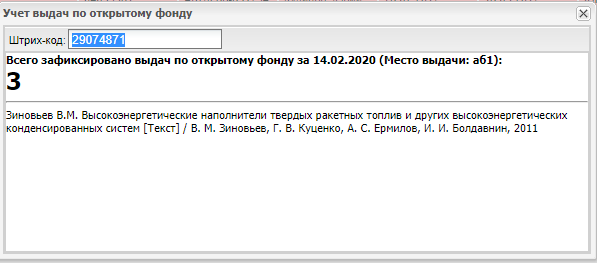 Учет выдач по открытому фонду
Штрих-код: 29074871
Всего зафиксировано выдач по открытому фонду за 14.02.2020 (Место выдачи: аб1):
3
Зиновьев В.М. Высокоэнергетические наполнители твердых ракетных топлив и других высокоэнергетических
конденсированных систем [Текст] / В. М. Зиновьев, Г. В. Куценко, А. С. Ермилов, И. И. Болдавнин, 2011